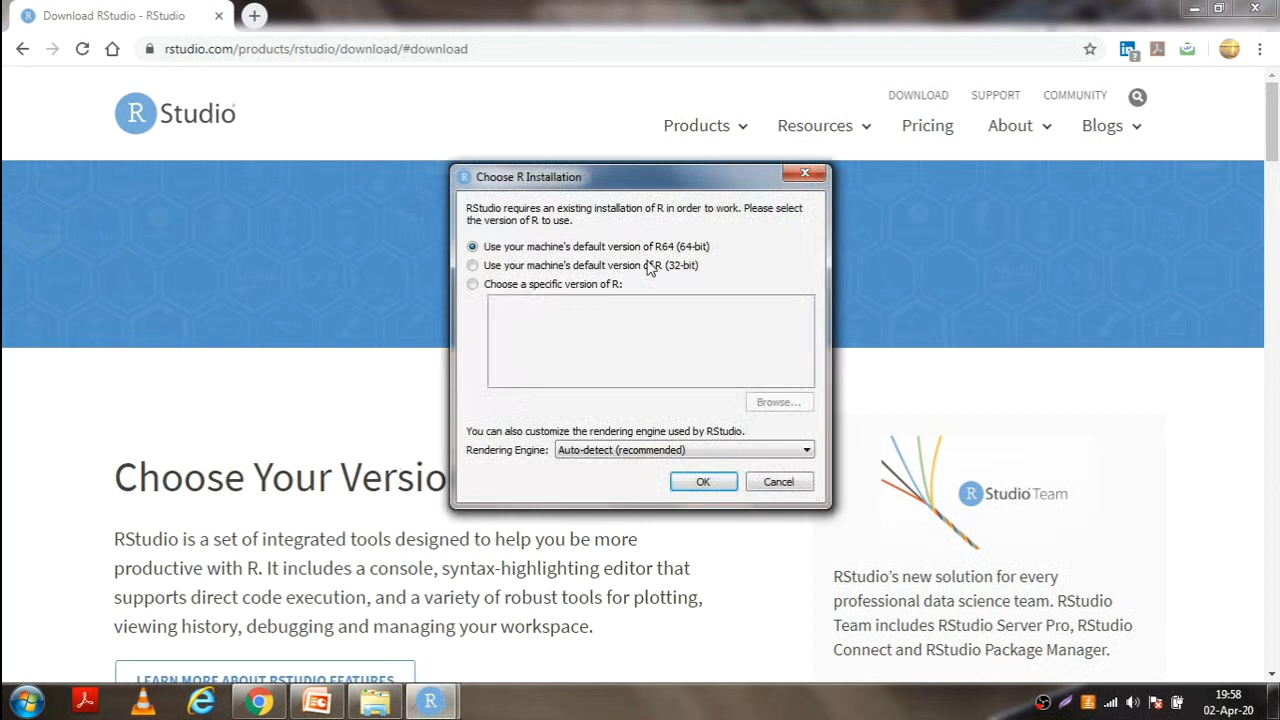 Download RStudio - RStudio
rstudio.com/products/rstudio/download/#download
R Studio
DOWNLOAD SUPPORT COMMUNITY
Products Resources Pricing About Blogs
Choose R Installation
RStudio requires an existing installation of R in order to work. Please select
the version of R to use.
Use your machine's default version of R64 (64-bit)
Use your machine's default version of R (32-bit)
Choose a specific version of R:
Browse...
You can also customize the rendering engine used by RStudio.
Rendering Engine: Auto-detect (recommended)
OK Cancel
Choose Your Versio
RStudio is a set of integrated tools designed to help you be more
productive with R. It includes a console, syntax-highlighting editor that
supports direct code execution, and a variety of robust tools for plotting,
viewing history, debugging and managing your workspace.
LEARN MORE ABOUT RSTUDIO FEATURES
R Studio Team
RStudio's new solution for every
professional data science team. RStudio
Team includes RStudio Server Pro, RStudio
Connect and RStudio Package Manager.
19:58
02-Apr-20